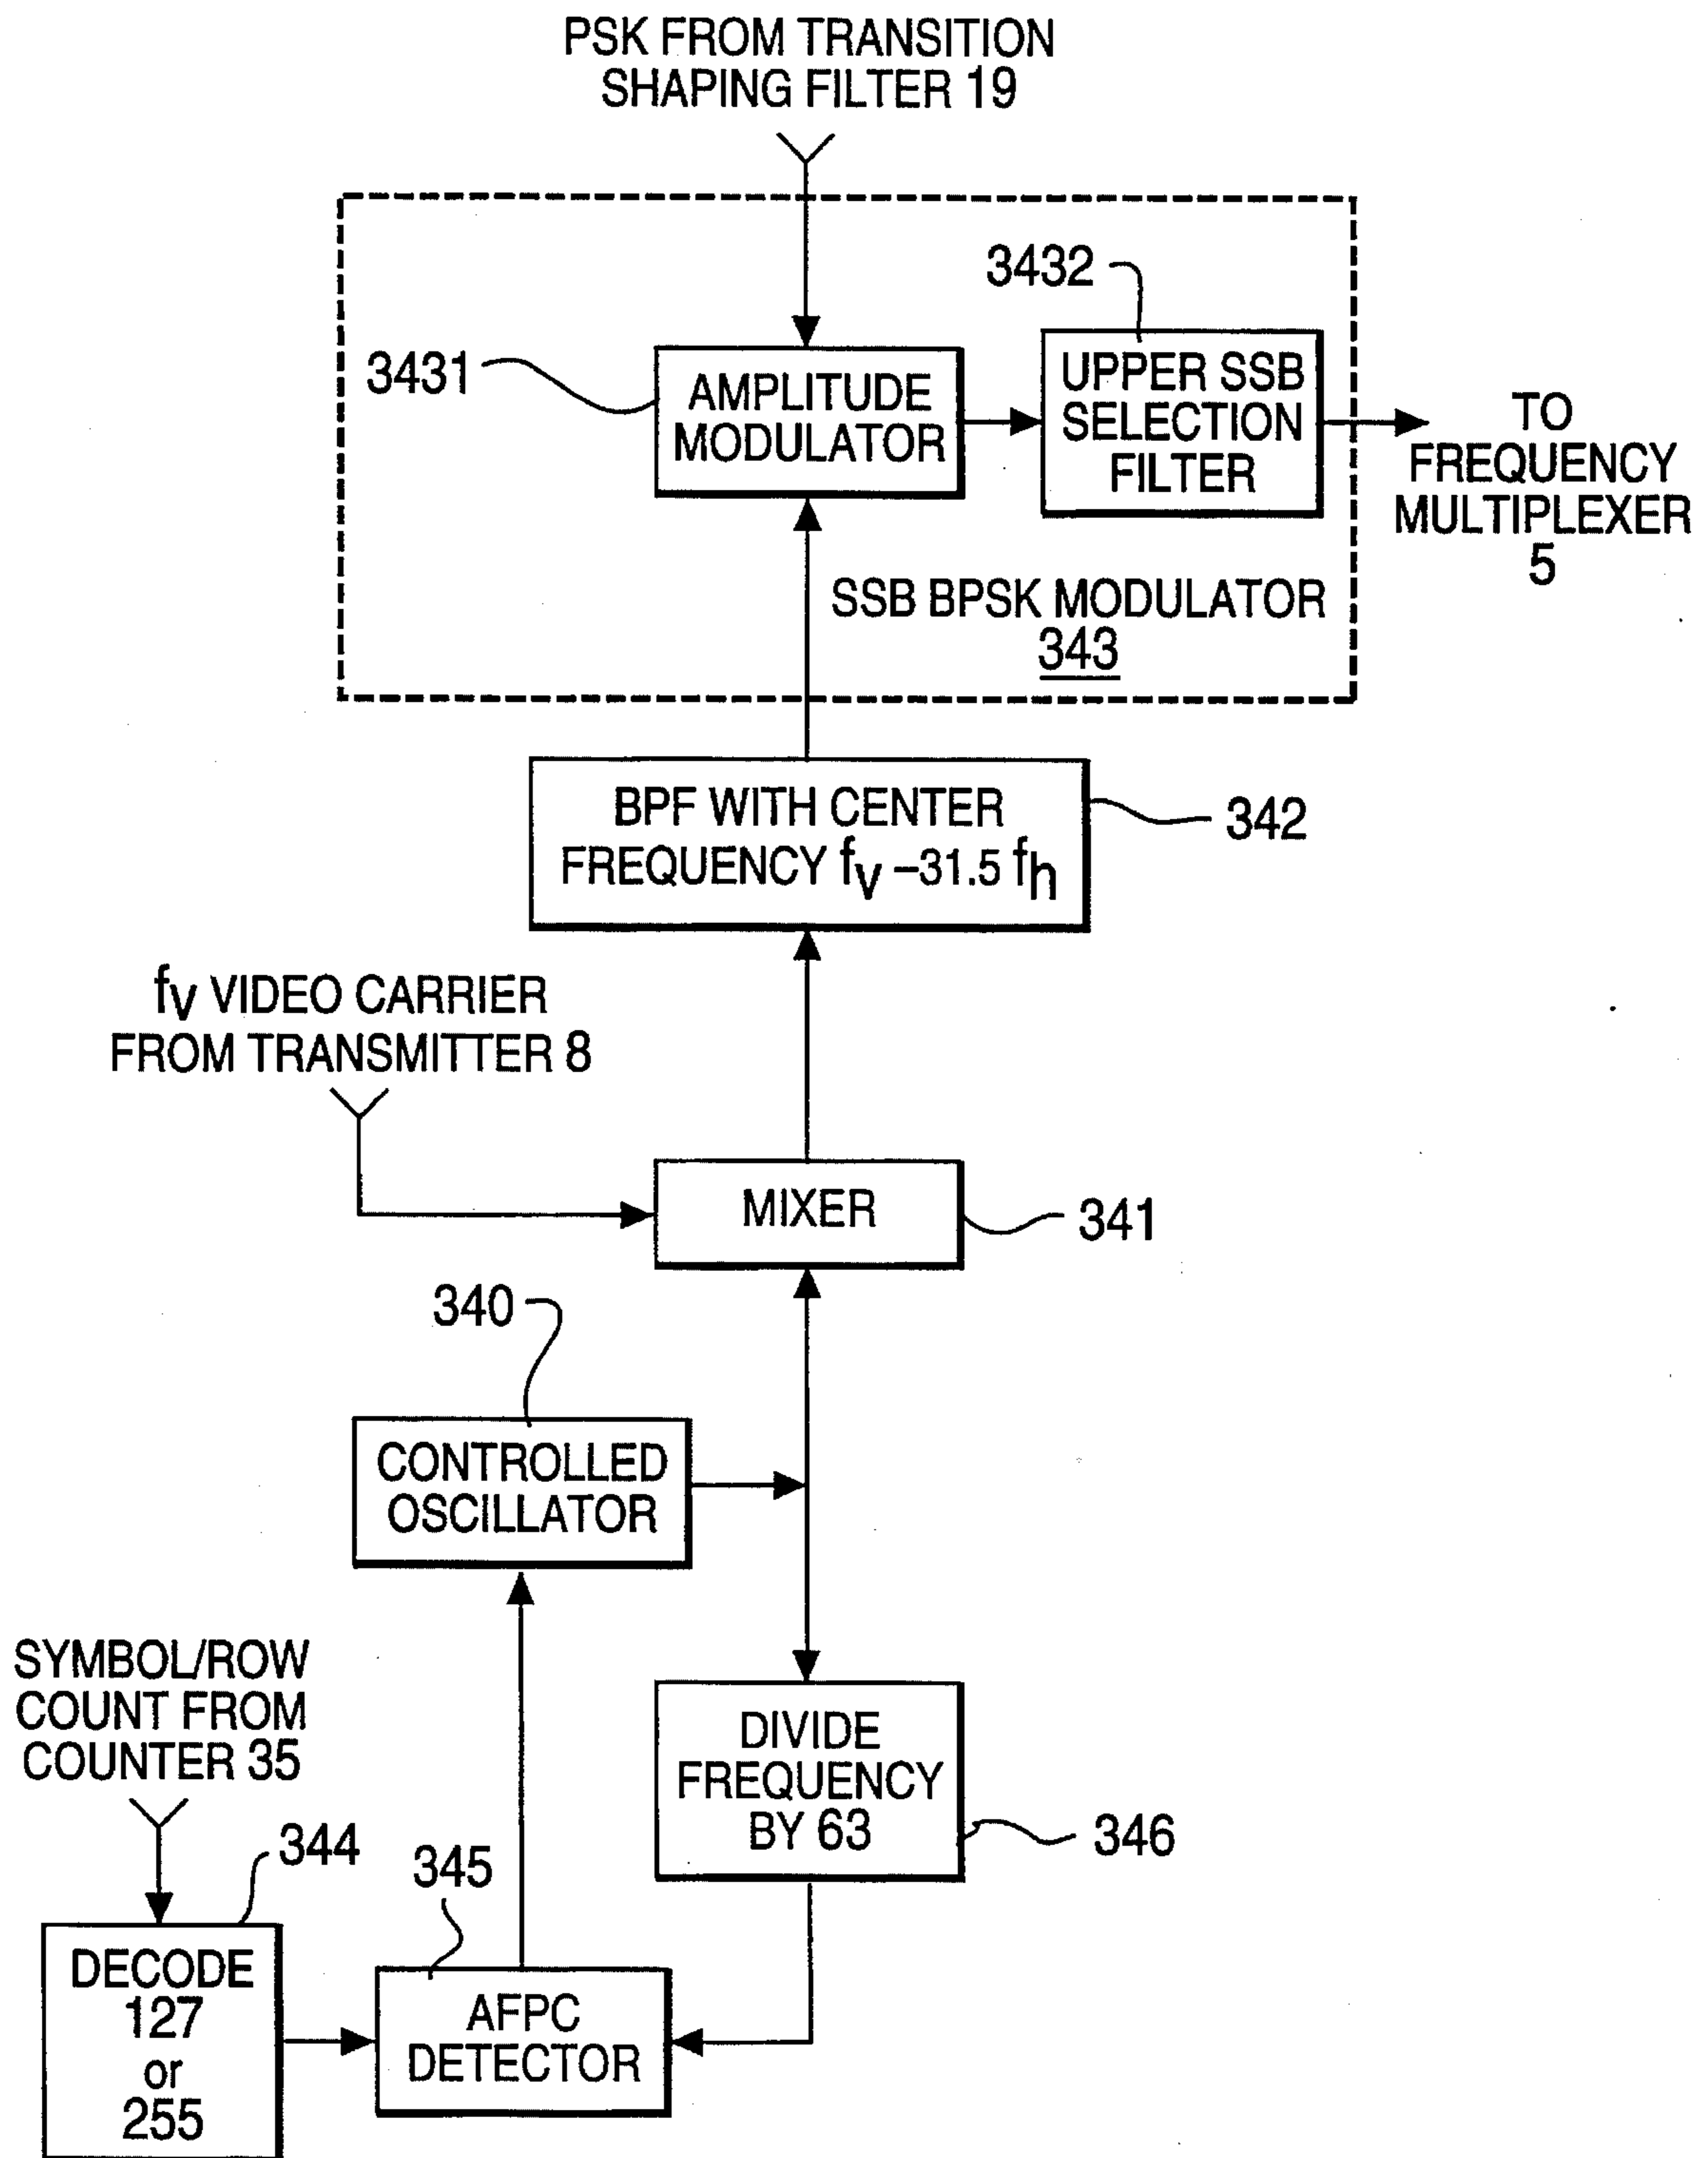 PSK FROM TRANSITION
SHAPING FILTER 19
3432
3431
AMPLITUDE
MODULATOR
UPPER SSB
SELECTION
FILTER
TO
FREQUENCY
MULTIPLEXER
5
SSB BPSK MODULATOR
343
BPF WITH CENTER
FREQUENCY fv –31.5 fh
342
fv VIDEO CARRIER
FROM TRANSMITTER 8
MIXER
341
340
CONTROLLED
OSCILLATOR
SYMBOL/ROW
COUNT FROM
COUNTER 35
DIVIDE
FREQUENCY
BY 63
346
344
345
DECODE
127
or
255
AFPC
DETECTOR